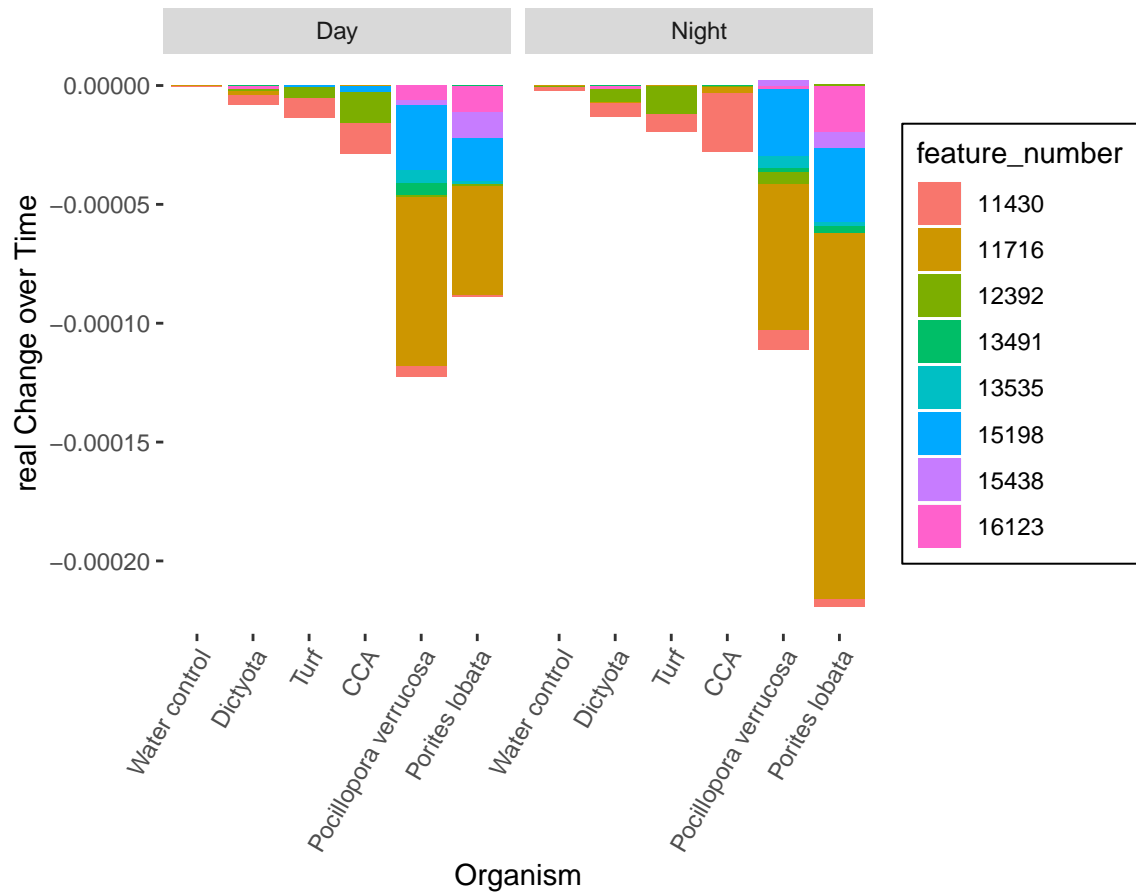 Day
Night
real Change over Time
0.00000
−0.00005
−0.00010
−0.00015
−0.00020
Water control
Dictyota
Turf
CCA
Pocillopora verrucosa
Porites lobata
Water control
Dictyota
Turf
CCA
Pocillopora verrucosa
Porites lobata
Organism
feature_number
11430
11716
12392
13491
13535
15198
15438
16123